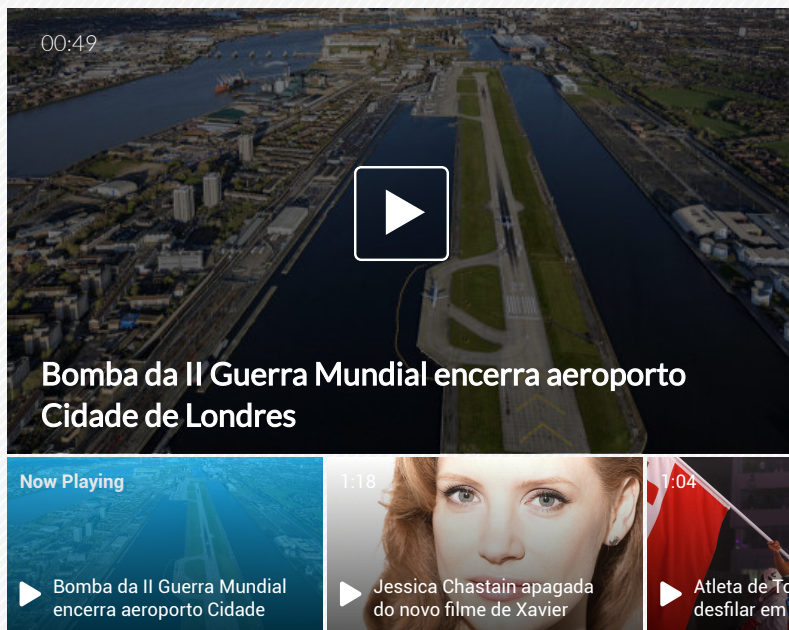 00:49
Bomba da II Guerra Mundial encerra aeroporto
Cidade de Londres
Now Playing
Bomba da II Guerra Mundial
encerra aeroporto Cidade
1:18
Jessica Chastain apagada
do novo filme de Xavier
1:04
Atleta de
desfilar em